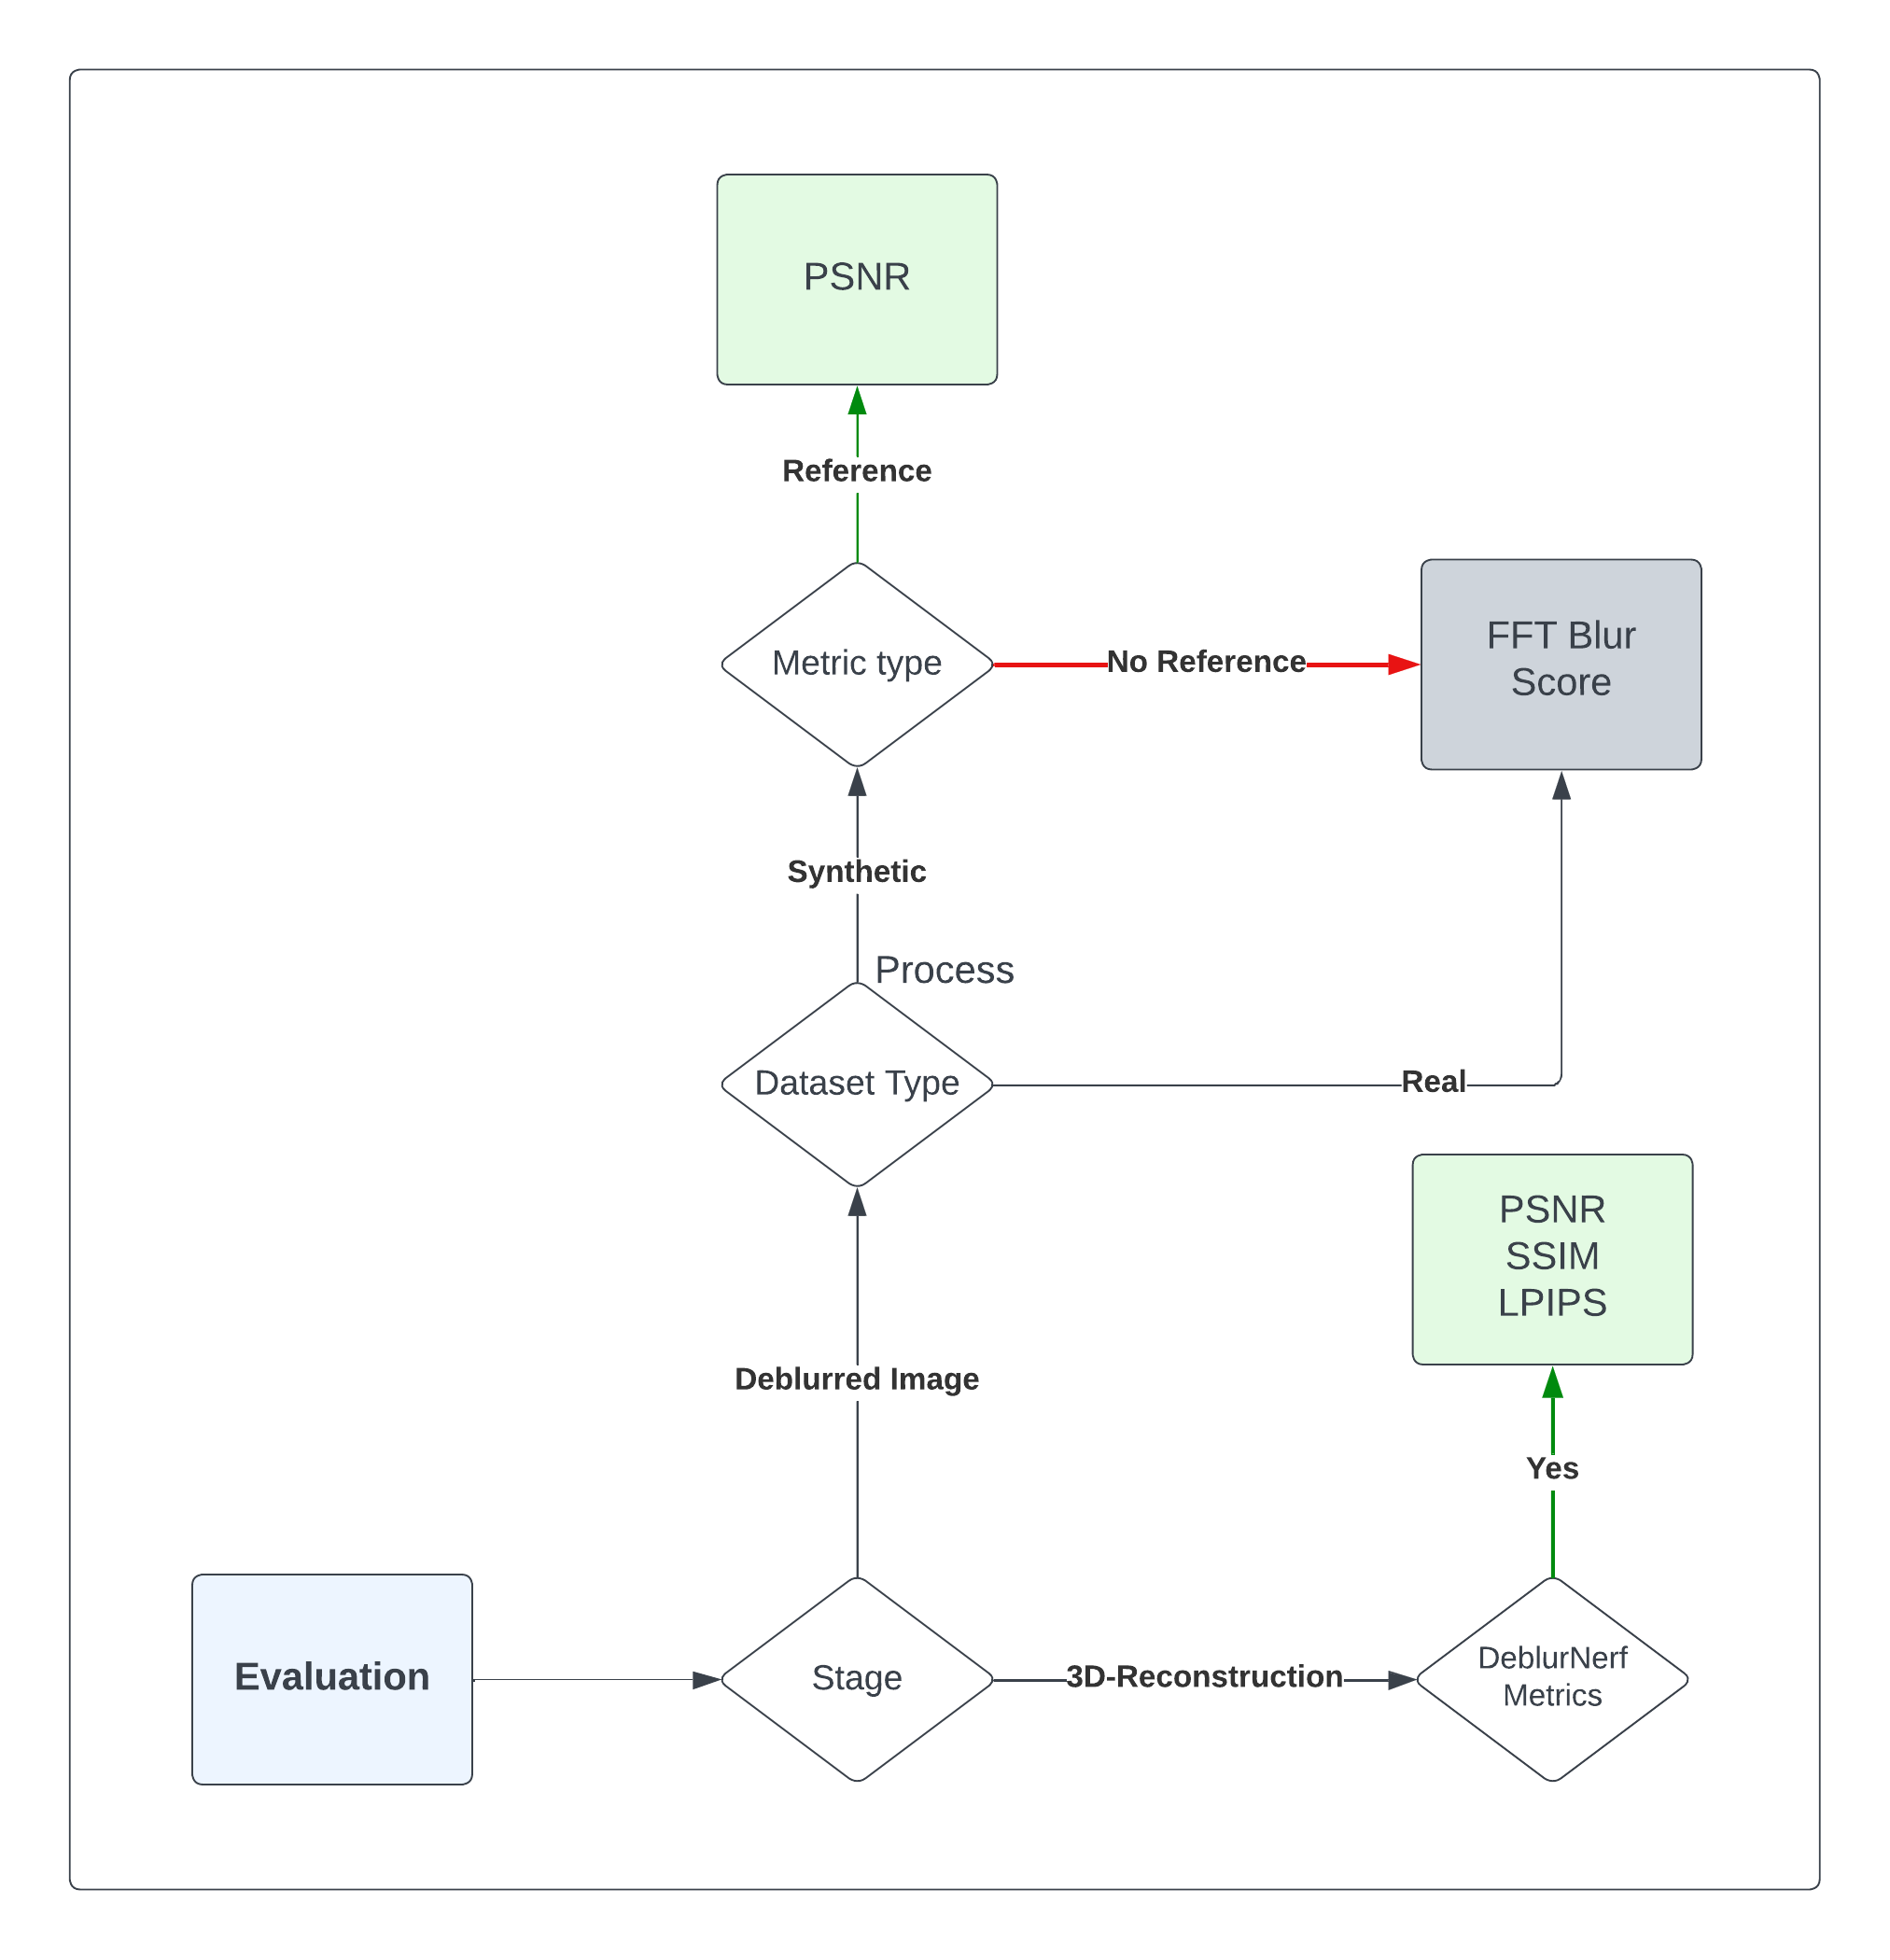 PSNR
Reference
Metric type
No Reference
FFT Blur
Score
Synthetic
Process
Dataset Type
Real
PSNR
SSIM
LPIPS
Deblurred Image
Yes
Evaluation
Stage
3D-Reconstruction
DeblurNerf
Metrics